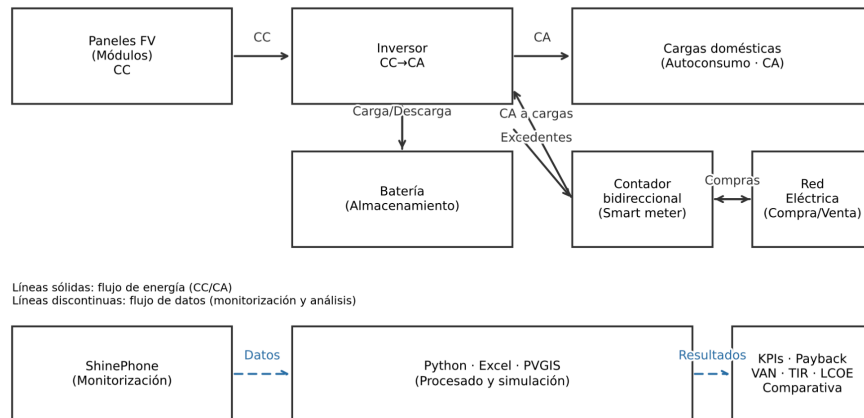 Paneles FV
(Módulos)
CC
CC
Inversor
CC→CA
CA
Cargas domésticas
(Autoconsumo · CA)
Carga/Descarga
CA a cargas
Excedentes
Batería
(Almacenamiento)
Contador
bidireccional
(Smart meter)
Compras
Red
Eléctrica
(Compra/Venta)
Líneas sólidas: flujo de energía (CC/CA)
Líneas discontinuas: flujo de datos (monitorización y análisis)
ShinePhone
(Monitorización)
Datos
Python · Excel · PVGIS
(Procesado y simulación)
Resultados
KPIs · Payback
VAN · TIR · LCOE
Comparativa